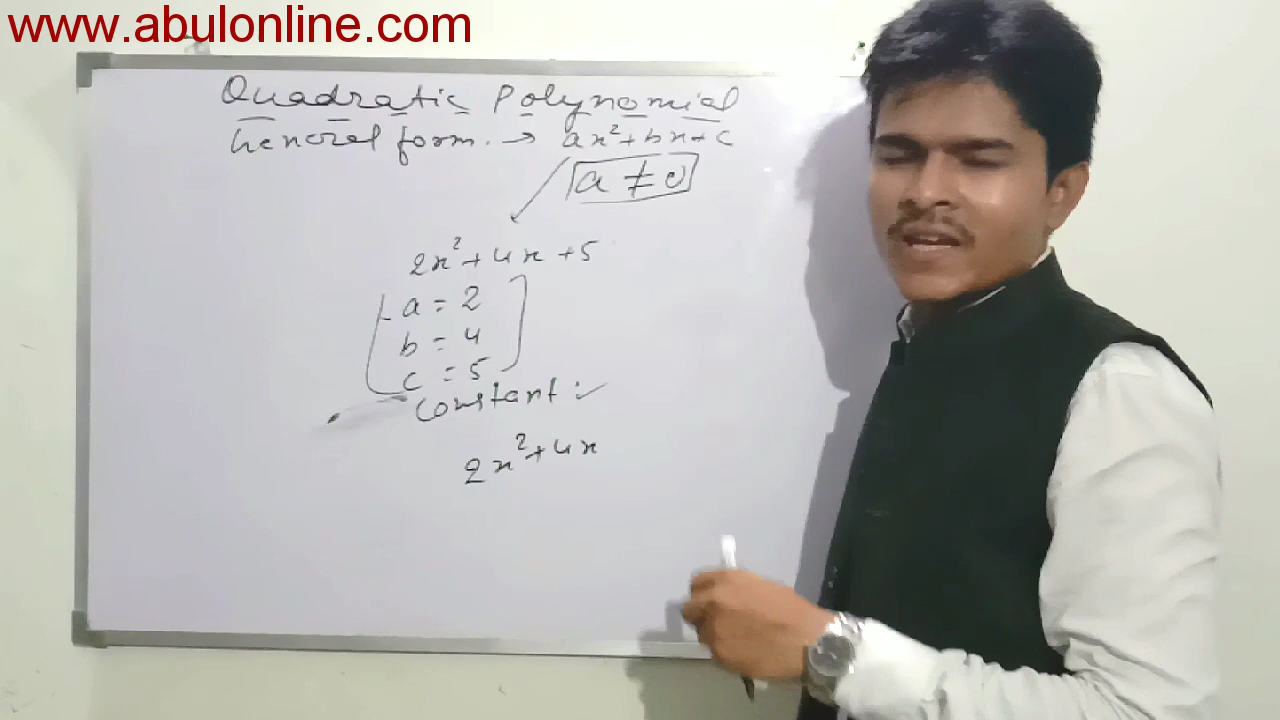 www.abulonline.com
Quadratic Polynomial
General form. → ax²+bx+c
a ≠ 0
2x²+4x+5
a = 2
b = 4
c = 5
constant :
2x²+4x